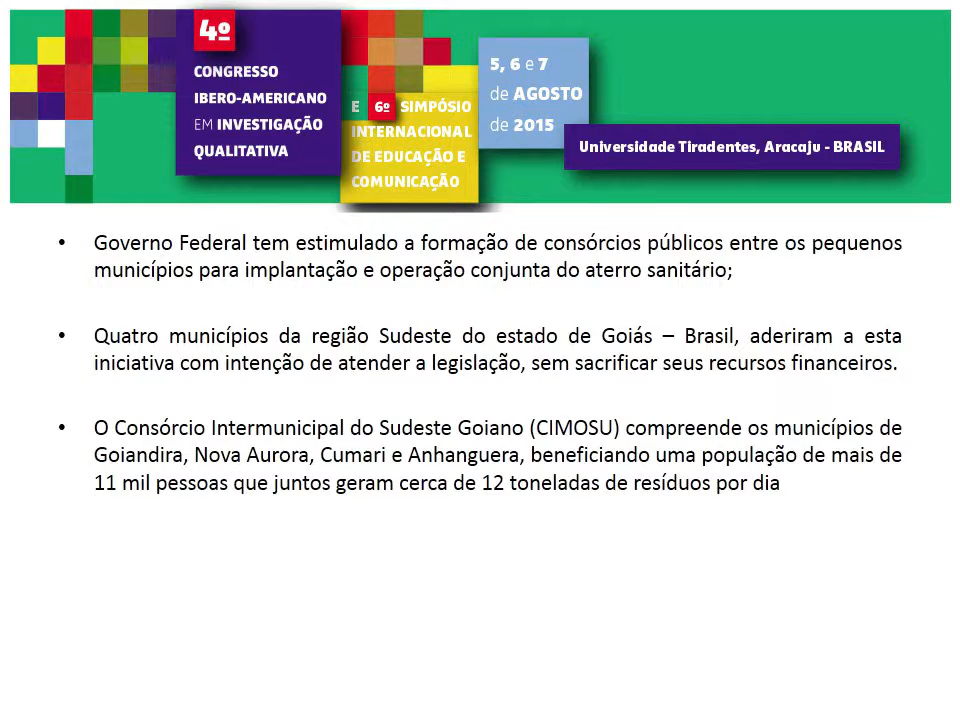 4º
CONGRESSO
IBERO-AMERICANO
EM INVESTIGAÇÃO
QUALITATIVA
E 6º SIMPÓSIO
INTERNACIONAL
DE EDUCAÇÃO E
COMUNICAÇÃO
5, 6 e 7
de AGOSTO
de 2015
Universidade Tiradentes, Aracaju - BRASIL
• Governo Federal tem estimulado a formação de consórcios públicos entre os pequenos
municípios para implantação e operação conjunta do aterro sanitário;
• Quatro municípios da região Sudeste do estado de Goiás – Brasil, aderiram a esta
iniciativa com intenção de atender a legislação, sem sacrificar seus recursos financeiros.
• O Consórcio Intermunicipal do Sudeste Goiano (CIMOSU) compreende os municípios de
Goiandira, Nova Aurora, Cumari e Anhanguera, beneficiando uma população de mais de
11 mil pessoas que juntos geram cerca de 12 toneladas de resíduos por dia